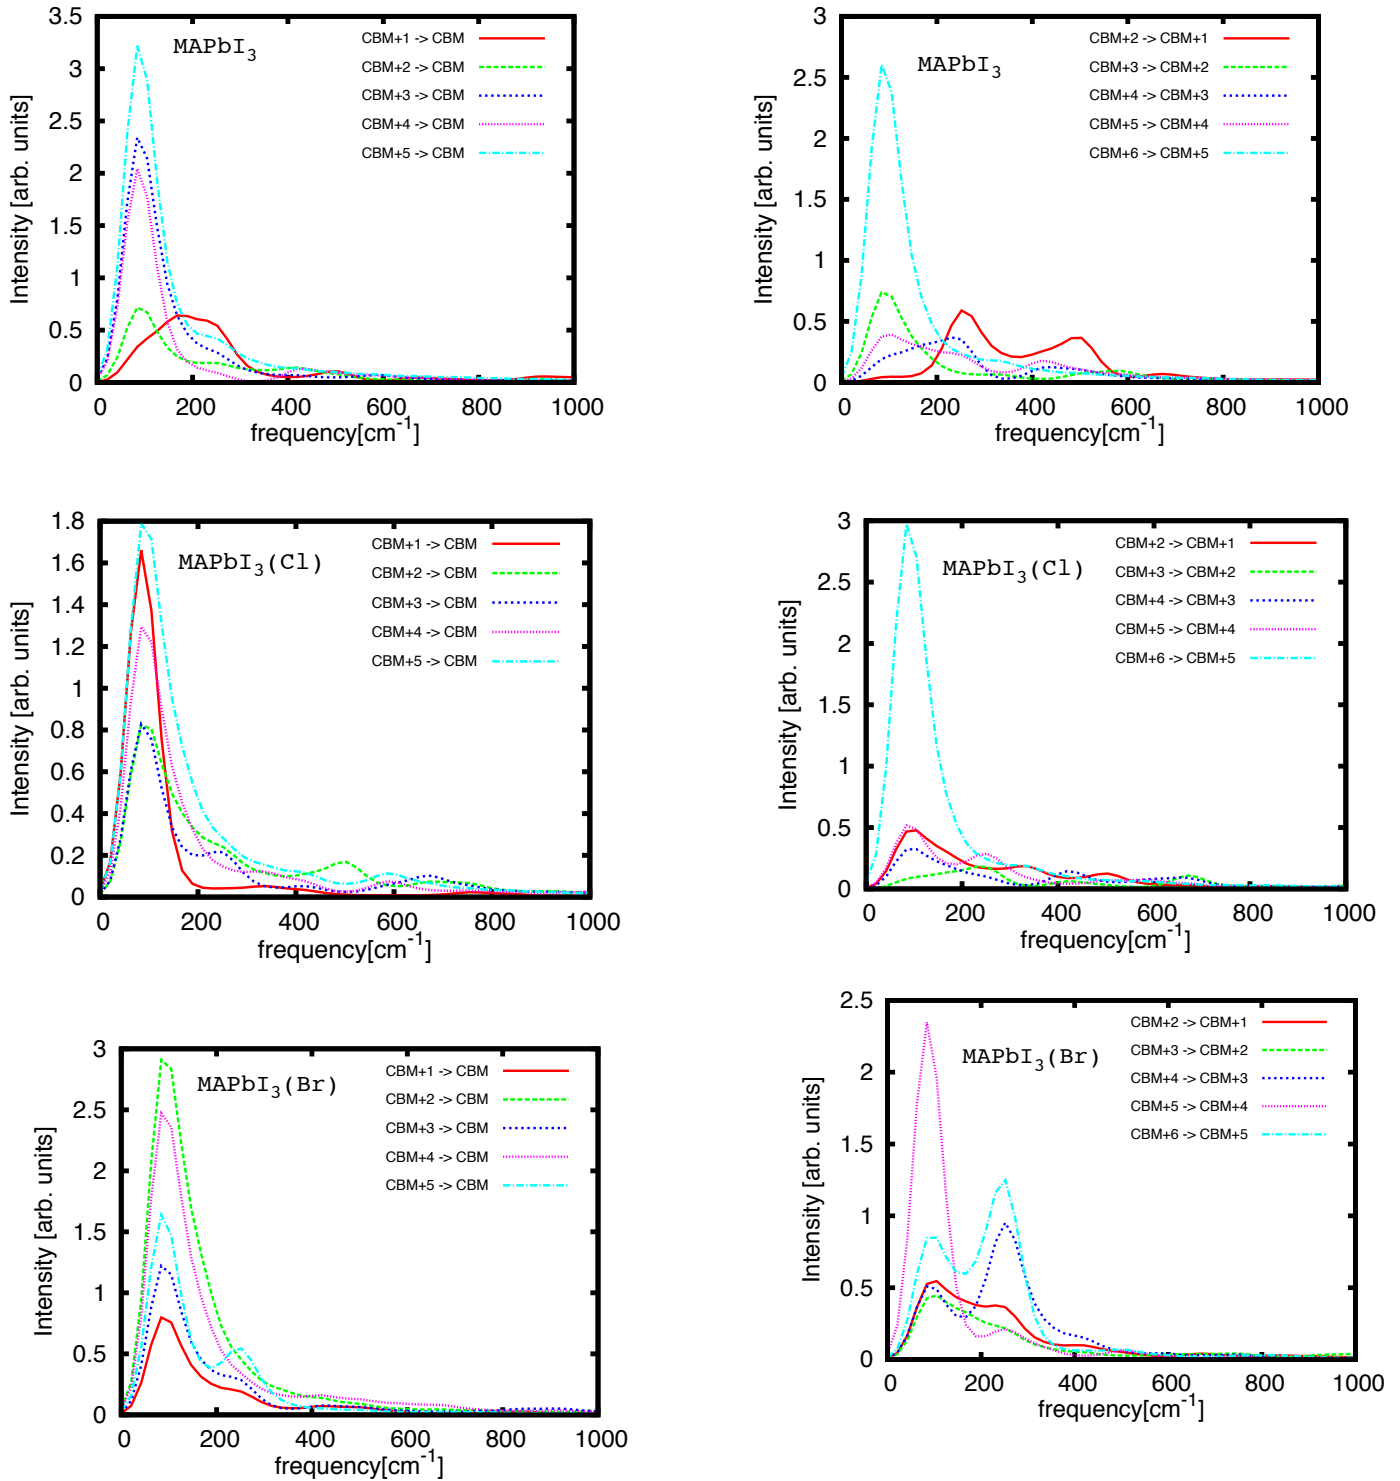 3.5
3
2.5
2
1.5
1
0.5
0
Intensity [arb. units]
MAPbI3
CBM+1 -> CBM
CBM+2 -> CBM
CBM+3 -> CBM
CBM+4 -> CBM
CBM+5 -> CBM
0 200 400 600 800 1000
frequency[cm-1]
3
2.5
2
1.5
1
0.5
0
Intensity [arb. units]
MAPbI3
CBM+2 -> CBM+1
CBM+3 -> CBM+2
CBM+4 -> CBM+3
CBM+5 -> CBM+4
CBM+6 -> CBM+5
0 200 400 600 800 1000
frequency[cm-1]
1.8
1.6
1.4
1.2
1
0.8
0.6
0.4
0.2
0
Intensity [arb. units]
MAPbI3(Cl)
CBM+1 -> CBM
CBM+2 -> CBM
CBM+3 -> CBM
CBM+4 -> CBM
CBM+5 -> CBM
0 200 400 600 800 1000
frequency[cm-1]
3
2.5
2
1.5
1
0.5
0
Intensity [arb. units]
MAPbI3(Cl)
CBM+2 -> CBM+1
CBM+3 -> CBM+2
CBM+4 -> CBM+3
CBM+5 -> CBM+4
CBM+6 -> CBM+5
0 200 400 600 800 1000
frequency[cm-1]
3
2.5
2
1.5
1
0.5
0
Intensity [arb. units]
MAPbI3(Br)
CBM+1 -> CBM
CBM+2 -> CBM
CBM+3 -> CBM
CBM+4 -> CBM
CBM+5 -> CBM
0 200 400 600 800 1000
frequency[cm-1]
2.5
2
1.5
1
0.5
0
Intensity [arb. units]
MAPbI3(Br)
CBM+2 -> CBM+1
CBM+3 -> CBM+2
CBM+4 -> CBM+3
CBM+5 -> CBM+4
CBM+6 -> CBM+5
0 200 400 600 800 1000
frequency[cm-1]